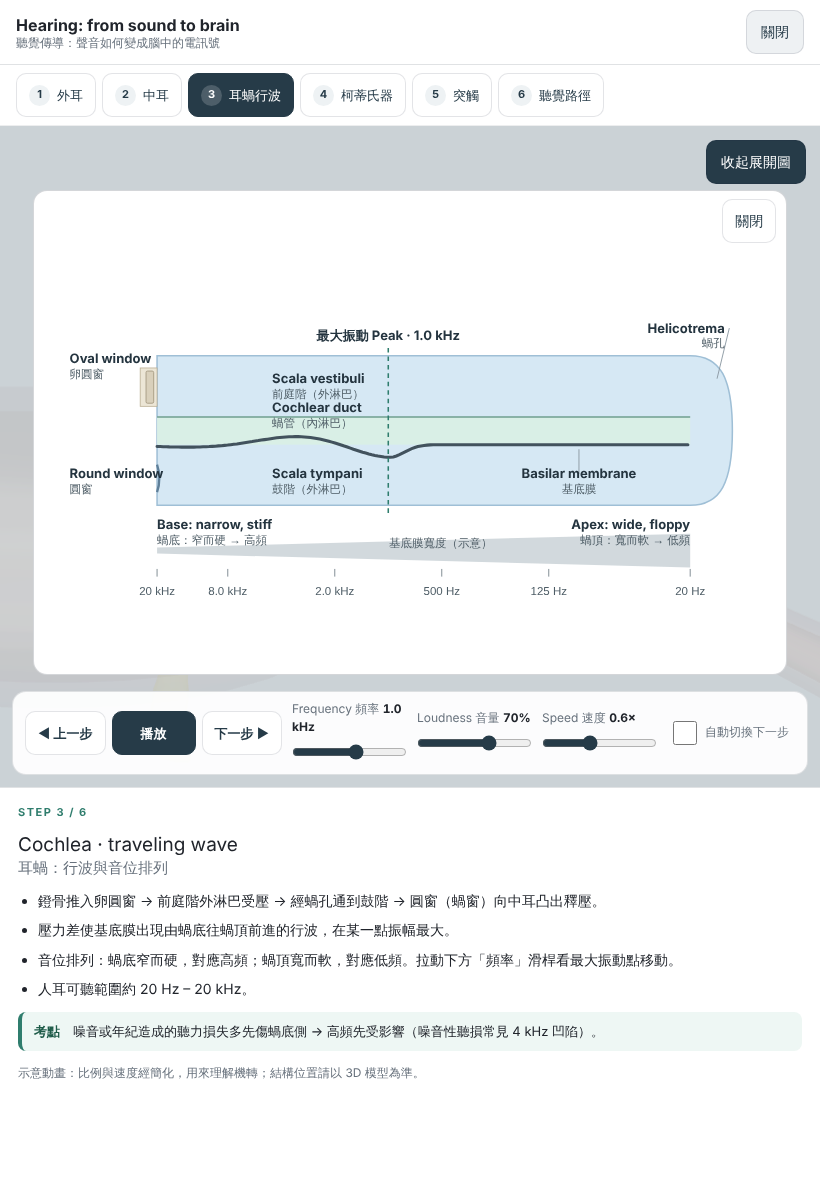 Hearing: from sound to brain
聽覺傳導：聲音如何變成腦中的電訊號
關閉
1 外耳
2 中耳
3 耳蝸行波
4 柯蒂氏器
5 突觸
6 聽覺路徑
收起展開圖
關閉
最大振動 Peak · 1.0 kHz
Helicotrema
蝸孔
Oval window
卵圓窗
Scala vestibuli
前庭階（外淋巴）
Cochlear duct
蝸管（內淋巴）
Round window
圓窗
Scala tympani
鼓階（外淋巴）
Basilar membrane
基底膜
Base: narrow, stiff
蝸底：窄而硬 → 高頻
基底膜寬度（示意）
Apex: wide, floppy
蝸頂：寬而軟 → 低頻
20 kHz
8.0 kHz
2.0 kHz
500 Hz
125 Hz
20 Hz
◀ 上一步
播放
下一步 ▶
Frequency 頻率 1.0
kHz
Loudness 音量 70%
Speed 速度 0.6×
自動切換下一步
STEP 3 / 6
Cochlea · traveling wave
耳蝸：行波與音位排列
• 鐙骨推入卵圓窗 → 前庭階外淋巴受壓 → 經蝸孔通到鼓階 → 圓窗（蝸窗）向中耳凸出釋壓。
• 壓力差使基底膜出現由蝸底往蝸頂前進的行波，在某一點振幅最大。
• 音位排列：蝸底窄而硬，對應高頻；蝸頂寬而軟，對應低頻。拉動下方「頻率」滑桿看最大振動點移動。
• 人耳可聽範圍約 20 Hz – 20 kHz。
考點 噪音或年紀造成的聽力損失多先傷蝸底側 → 高頻先受影響（噪音性聽損常見 4 kHz 凹陷）。
示意動畫：比例與速度經簡化，用來理解機轉；結構位置請以 3D 模型為準。